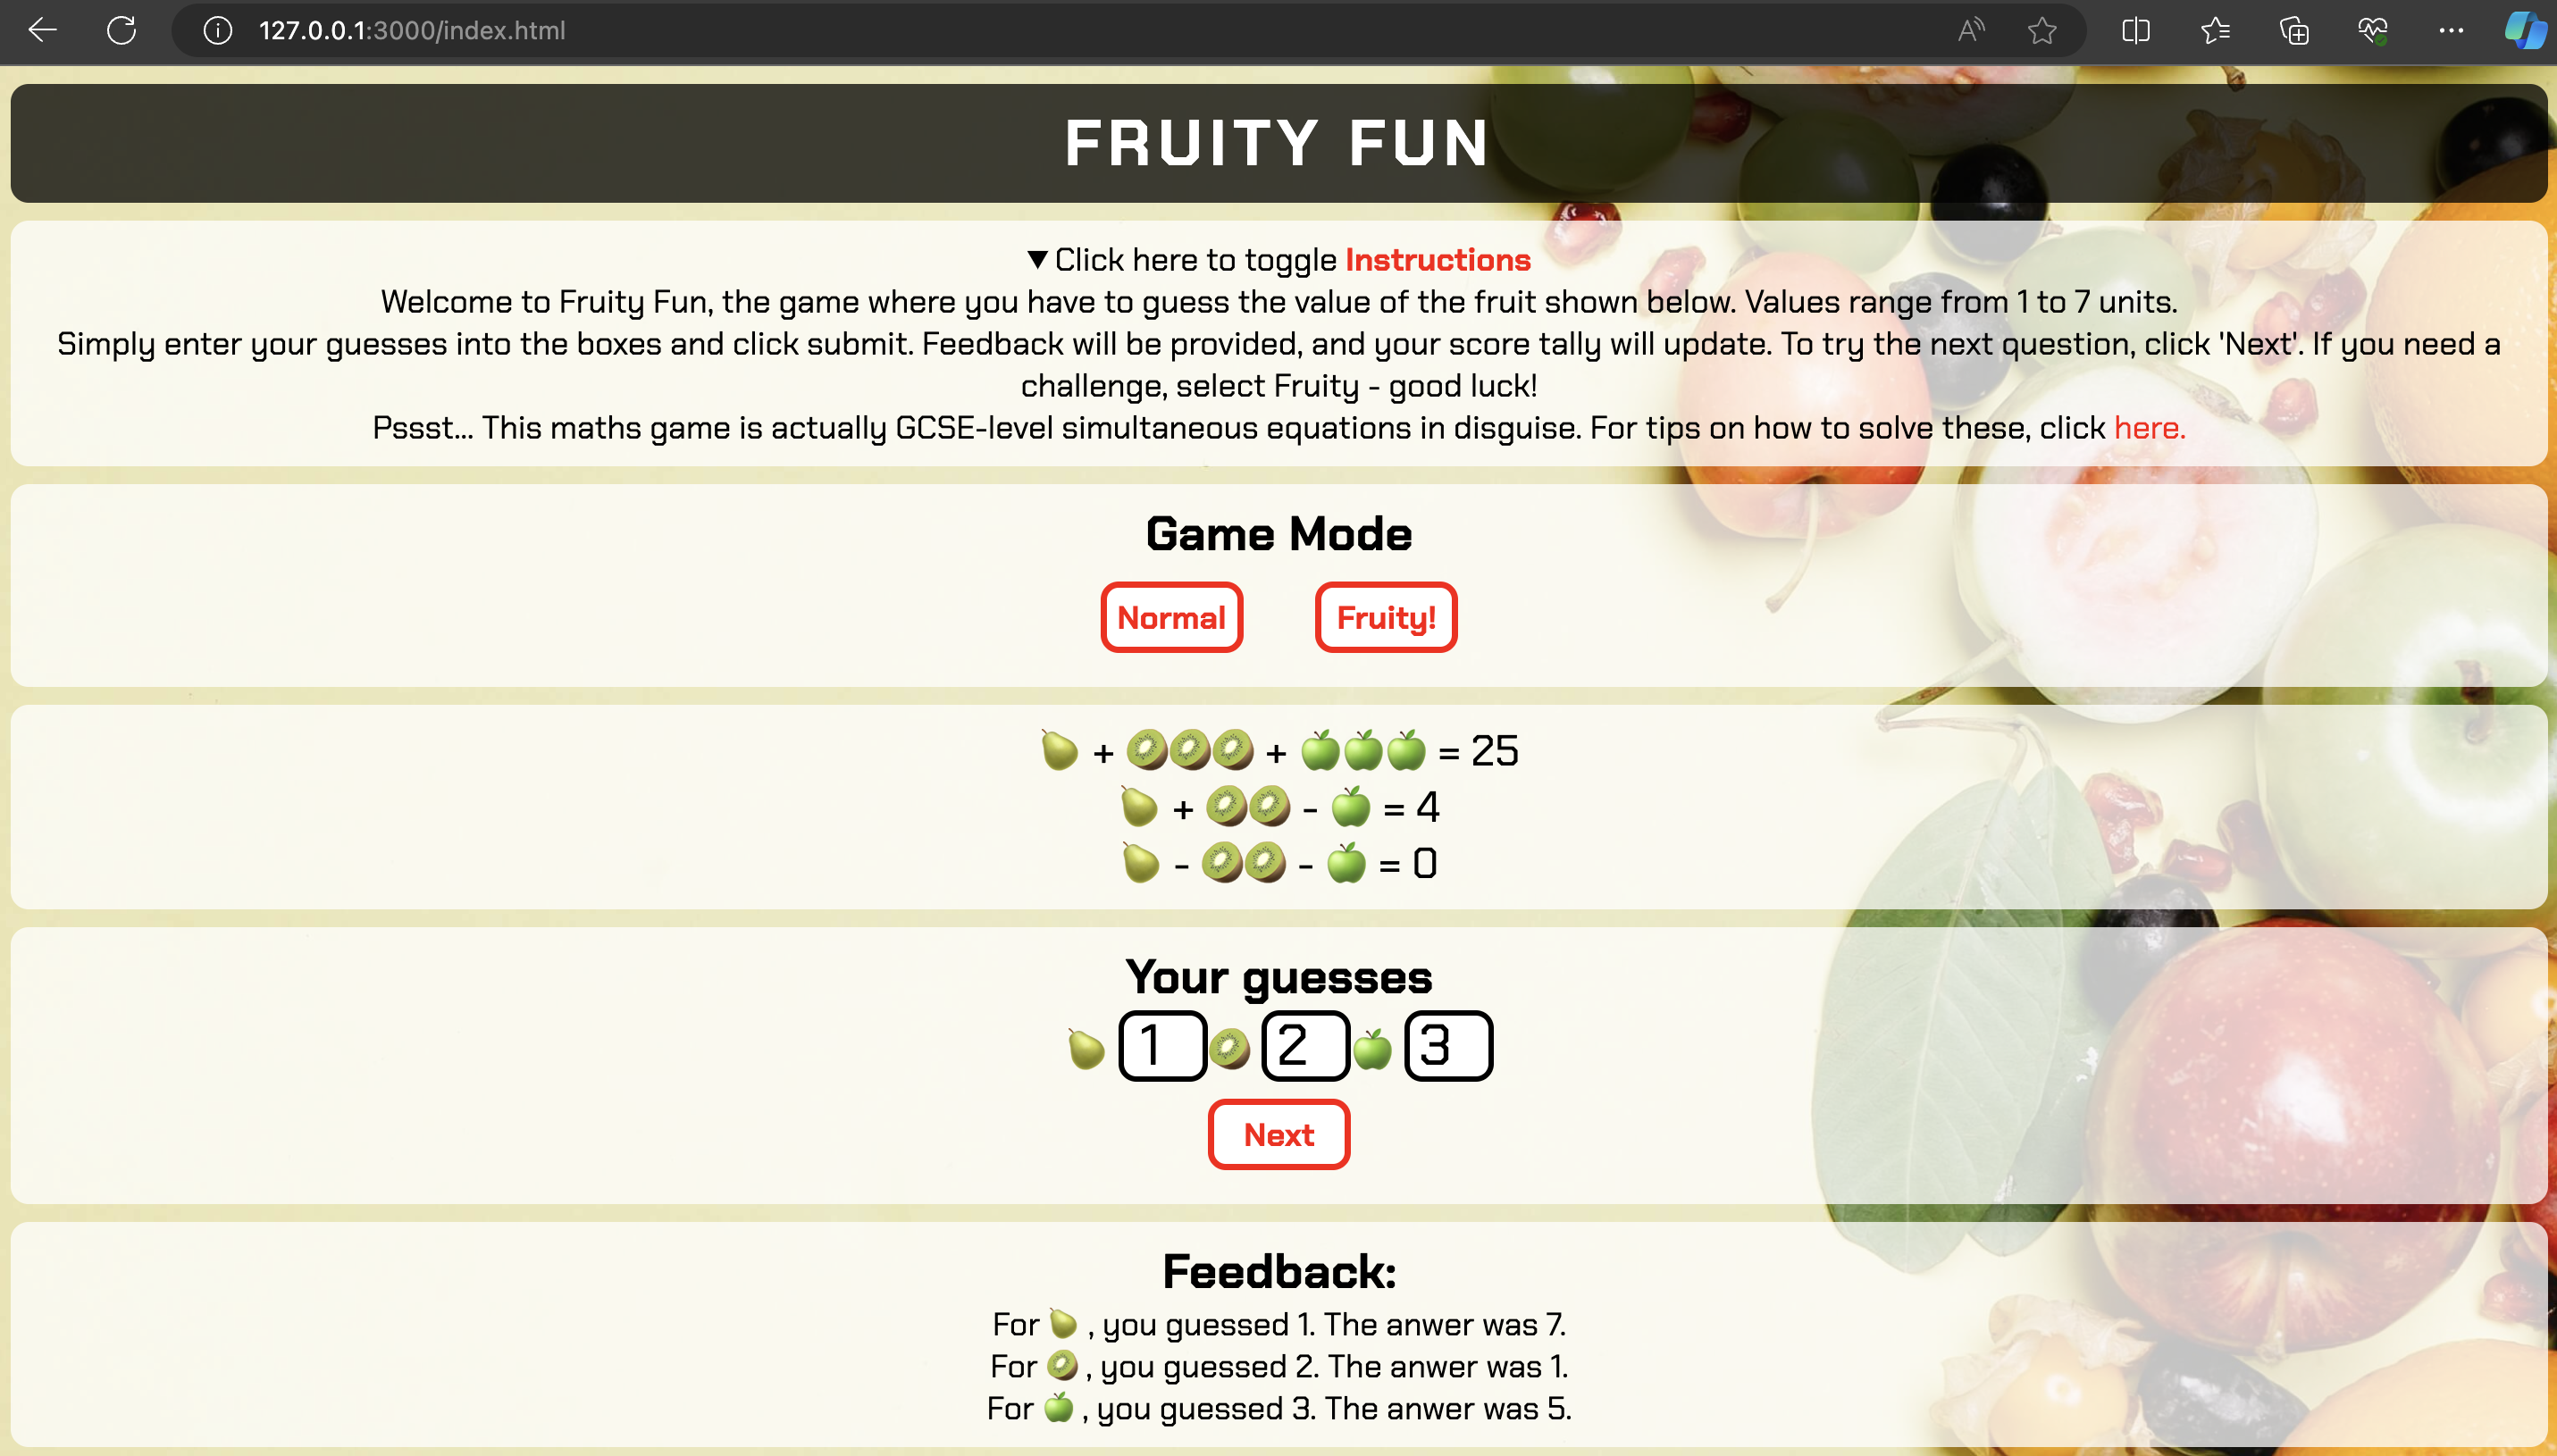 127.0.0.1:3000/index.html
FRUITY FUN
▼ Click here to toggle Instructions
Welcome to Fruity Fun, the game where you have to guess the value of the fruit shown below. Values range from 1 to 7 units.
Simply enter your guesses into the boxes and click submit. Feedback will be provided, and your score tally will update. To try the next question, click 'Next'. If you need a
challenge, select Fruity - good luck!
Pssst... This maths game is actually GCSE-level simultaneous equations in disguise. For tips on how to solve these, click here.
Game Mode
Normal Fruity!
🍐 + 🥝🥝🥝 + 🍏🍏🍏 = 25
🍐 + 🥝🥝 - 🍏 = 4
🍐 - 🥝🥝 - 🍏 = 0
Your guesses
🍐 1 🥝 2 🍏 3
Next
Feedback:
For 🍐 , you guessed 1. The anwer was 7.
For 🥝 , you guessed 2. The anwer was 1.
For 🍏 , you guessed 3. The anwer was 5.